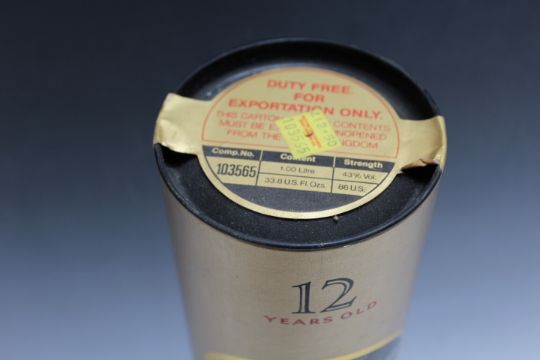 DUTY FREE.
FOR
EXPORTATION ONLY.
THIS CARTON CONTENTS
MUST BE UNOPENED
FROM THE
Comp. No. Content Strength
103565 1.00 Litre 43% Vol.
33.8 U.S. Fl. Ozs. 86 U.S.
103565
12
YEARS OLD